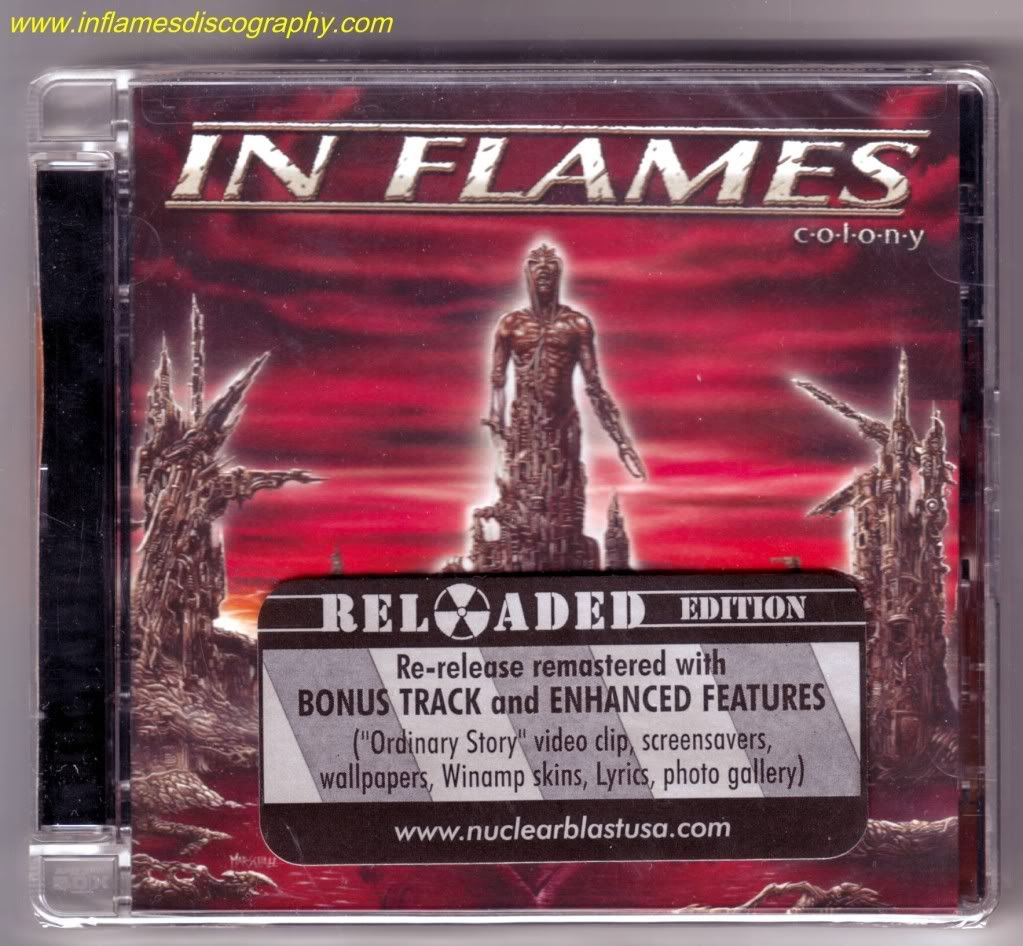 www.inflamesdiscography.com
IN FLAMES
c·o·l·o·n·y
RELOADED EDITION
Re-release remastered with
BONUS TRACK and ENHANCED FEATURES
("Ordinary Story" video clip, screensavers,
wallpapers, Winamp skins, Lyrics, photo gallery)
www.nuclearblastusa.com
MARSCHALL